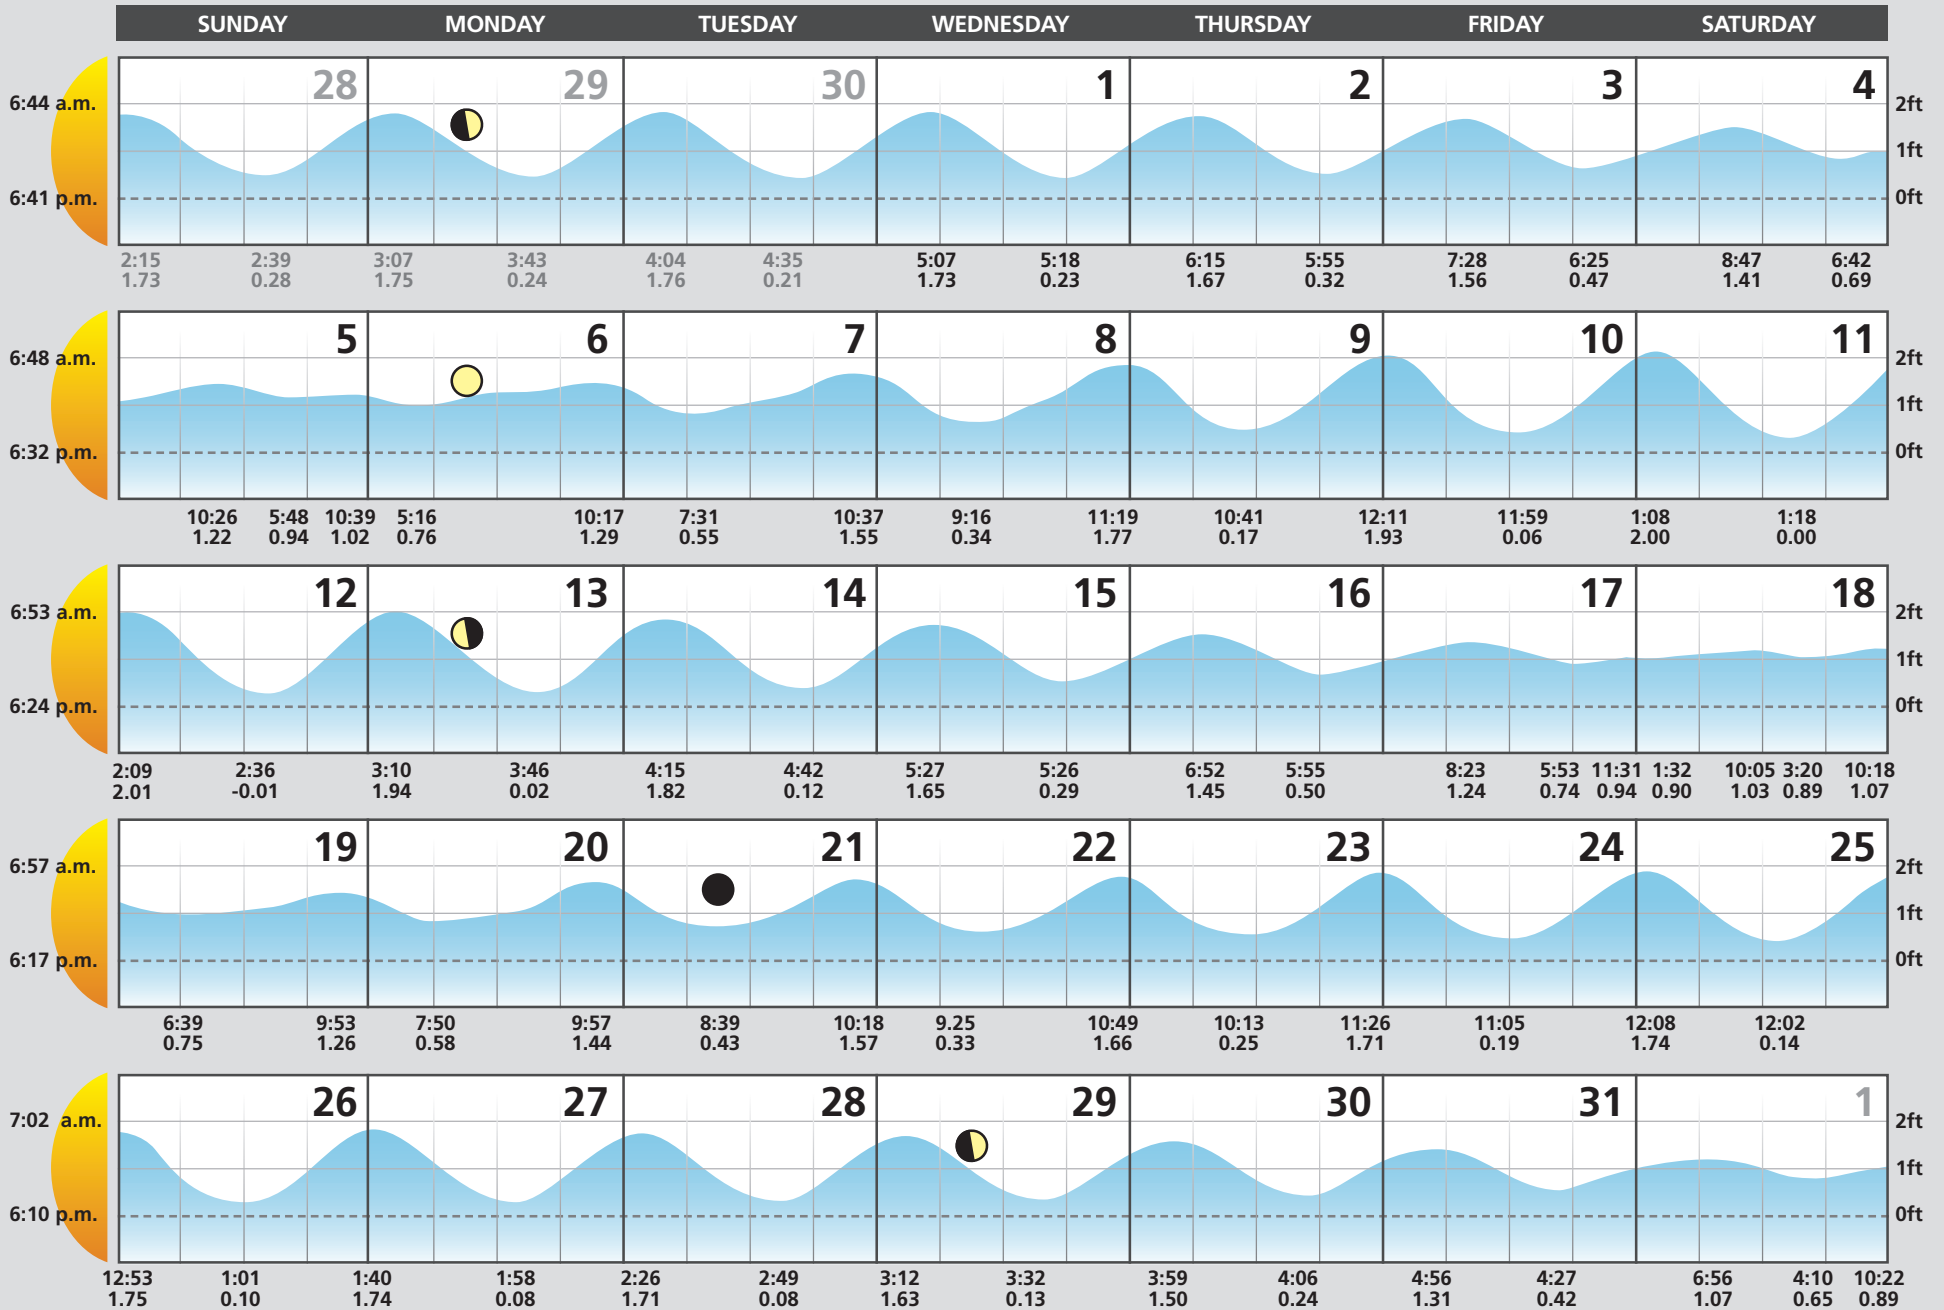 SUNDAY MONDAY TUESDAY WEDNESDAY THURSDAY FRIDAY SATURDAY
28 29 30 1 2 3 4
6:44 a.m. 2ft
1ft
6:41 p.m. 0ft
2:15 2:39 3:07 3:43 4:04 4:35 5:07 5:18 6:15 5:55 7:28 6:25 8:47 6:42
1.73 0.28 1.75 0.24 1.76 0.21 1.73 0.23 1.67 0.32 1.56 0.47 1.41 0.69
5 6 7 8 9 10 11
6:48 a.m. 2ft
1ft
6:32 p.m. 0ft
10:26 5:48 10:39 5:16 10:17 7:31 10:37 9:16 11:19 10:41 12:11 11:59 1:08 1:18
1.22 0.94 1.02 0.76 1.29 0.55 1.55 0.34 1.77 0.17 1.93 0.06 2.00 0.00
12 13 14 15 16 17 18
6:53 a.m. 2ft
1ft
6:24 p.m. 0ft
2:09 2:36 3:10 3:46 4:15 4:42 5:27 5:26 6:52 5:55 8:23 5:53 11:31 1:32 10:05 3:20 10:18
2.01 -0.01 1.94 0.02 1.82 0.12 1.65 0.29 1.45 0.50 1.24 0.74 0.94 0.90 1.03 0.89 1.07
19 20 21 22 23 24 25
6:57 a.m. 2ft
1ft
6:17 p.m. 0ft
6:39 9:53 7:50 9:57 8:39 10:18 9.25 10:49 10:13 11:26 11:05 12:08 12:02
0.75 1.26 0.58 1.44 0.43 1.57 0.33 1.66 0.25 1.71 0.19 1.74 0.14
26 27 28 29 30 31 1
7:02 a.m. 2ft
1ft
6:10 p.m. 0ft
12:53 1:01 1:40 1:58 2:26 2:49 3:12 3:32 3:59 4:06 4:56 4:27 6:56 4:10 10:22
1.75 0.10 1.74 0.08 1.71 0.08 1.63 0.13 1.50 0.24 1.31 0.42 1.07 0.65 0.89